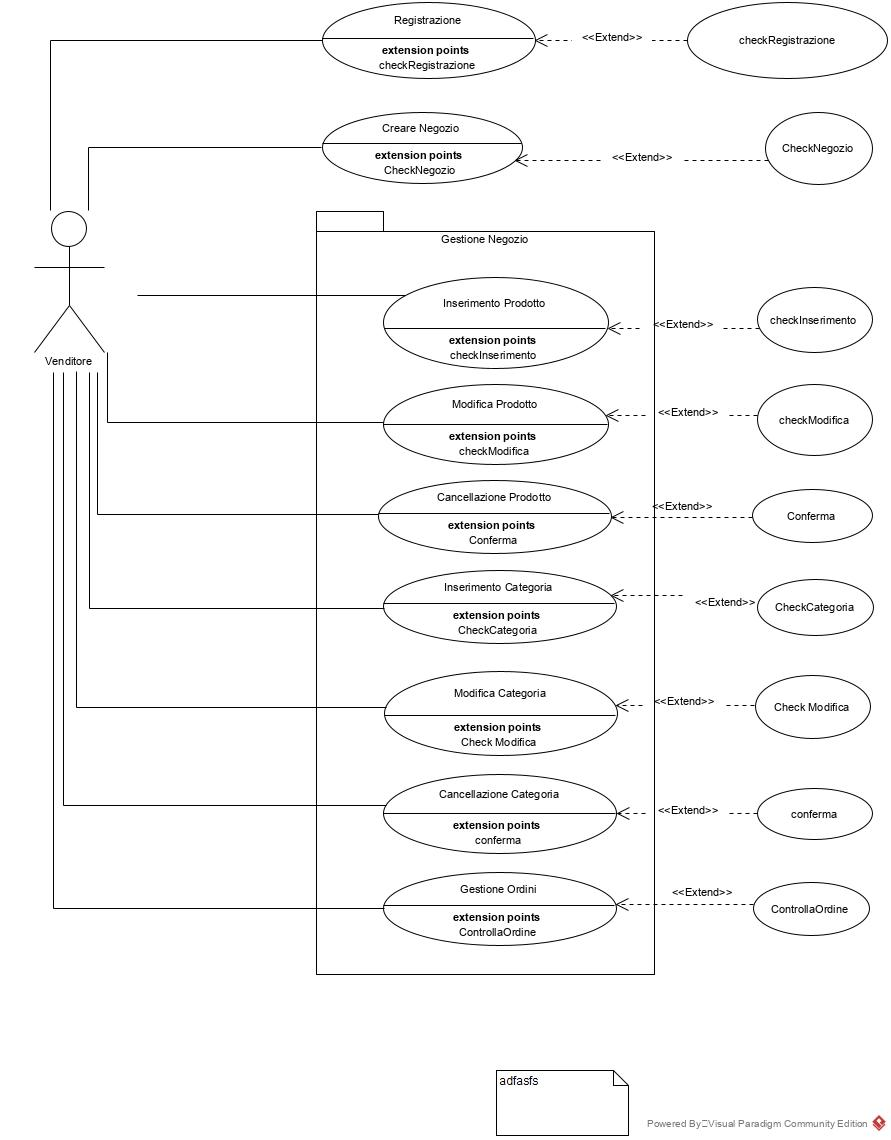 Registrazione
extension points
checkRegistrazione
<<Extend>>
checkRegistrazione
Creare Negozio
extension points
CheckNegozio
<<Extend>>
CheckNegozio
Venditore
Gestione Negozio
Inserimento Prodotto
extension points
checkInserimento
<<Extend>>
checkInserimento
Modifica Prodotto
extension points
checkModifica
<<Extend>>
checkModifica
Cancellazione Prodotto
extension points
Conferma
<<Extend>>
Conferma
Inserimento Categoria
extension points
CheckCategoria
<<Extend>>
CheckCategoria
Modifica Categoria
extension points
Check Modifica
<<Extend>>
Check Modifica
Cancellazione Categoria
extension points
conferma
<<Extend>>
conferma
Gestione Ordini
extension points
ControllaOrdine
<<Extend>>
ControllaOrdine
adfasfs
Powered By Visual Paradigm Community Edition